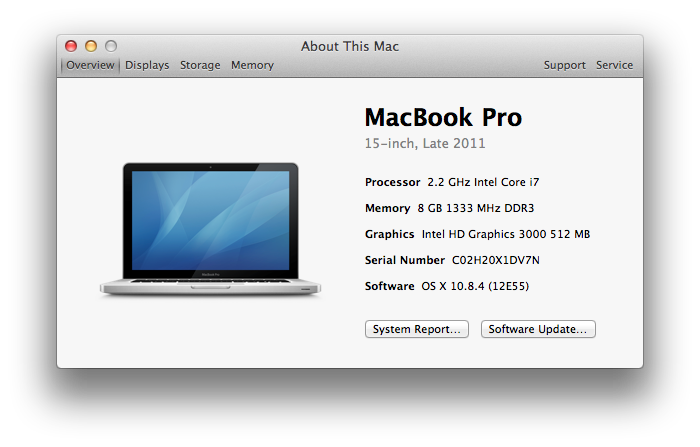 About This Mac
Overview Displays Storage Memory Support Service
MacBook Pro
15-inch, Late 2011
Processor 2.2 GHz Intel Core i7
Memory 8 GB 1333 MHz DDR3
Graphics Intel HD Graphics 3000 512 MB
Serial Number C02H20X1DV7N
Software OS X 10.8.4 (12E55)
MacBook Pro
System Report... Software Update...